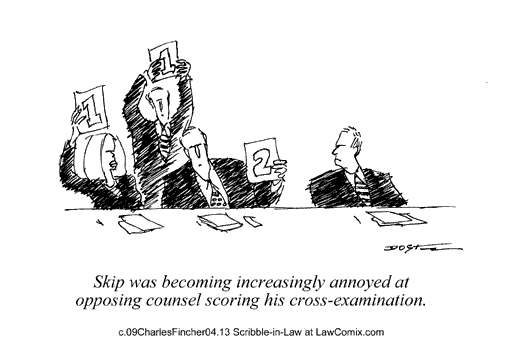 1
1
2
Skip was becoming increasingly annoyed at
opposing counsel scoring his cross-examination.
c.09CharlesFincher04.13 Scribble-in-Law at LawComix.com